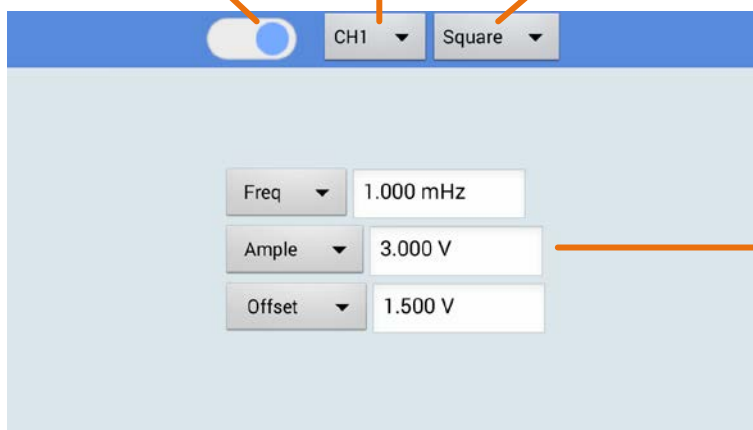 CH1 Square
Freq 1.000 mHz
Ample 3.000 V
Offset 1.500 V